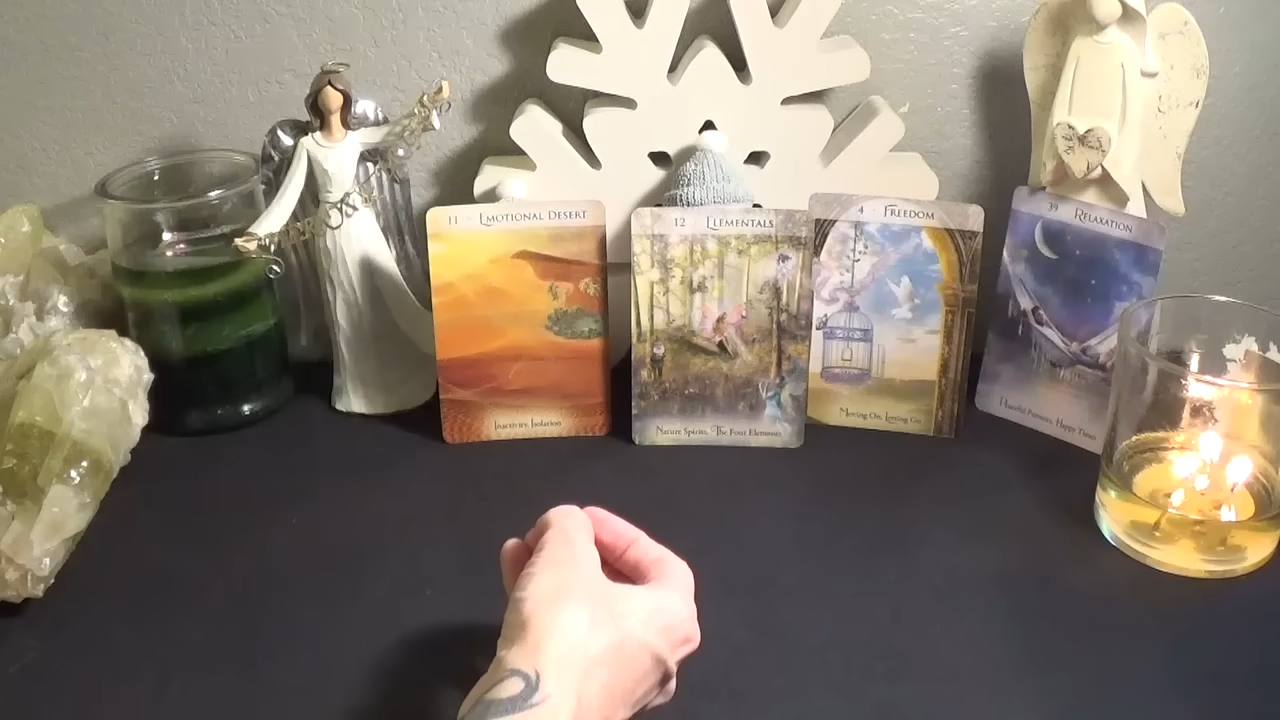 11 · EMOTIONAL DESERT
Inactivity, Isolation
12 · ELEMENTALS
Nature Spirits, The Four Elements
4 · FREEDOM
Moving On, Letting Go
39 RELAXATION
Peaceful Pursuits, Happy Times